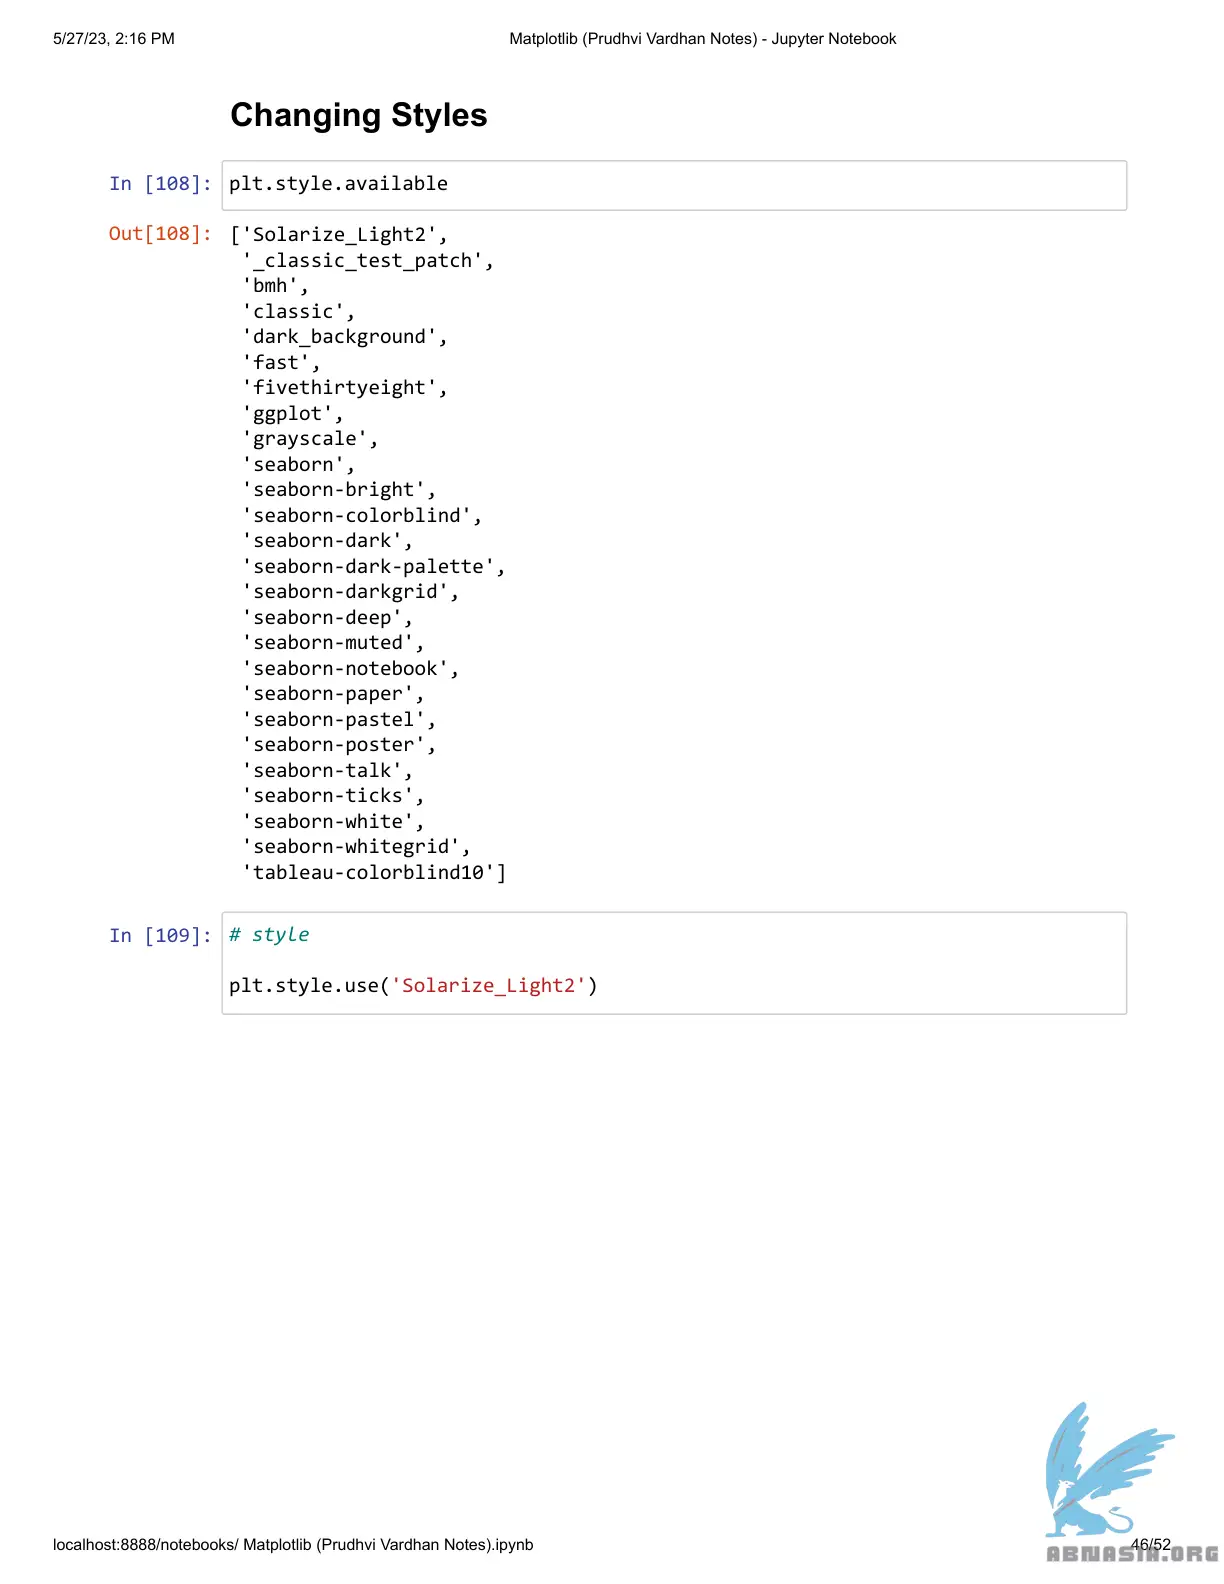 5/27/23, 2:16 PM
Matplotlib (Prudhvi Vardhan Notes) - Jupyter Notebook
Changing Styles
In [108]: plt.style.available
Out[108]: ['Solarize_Light2',
'_classic_test_patch',
'bmh',
'classic',
'dark_background',
'fast',
'fivethirtyeight',
'ggplot',
'grayscale',
'seaborn',
'seaborn-bright',
'seaborn-colorblind',
'seaborn-dark',
'seaborn-dark-palette',
'seaborn-darkgrid',
'seaborn-deep',
'seaborn-muted',
'seaborn-notebook',
'seaborn-paper',
'seaborn-pastel',
'seaborn-poster',
'seaborn-talk',
'seaborn-ticks',
'seaborn-white',
'seaborn-whitegrid',
'tableau-colorblind10']
In [109]: # style
plt.style.use('Solarize_Light2')
localhost:8888/notebooks/ Matplotlib (Prudhvi Vardhan Notes).ipynb
46/52
ABNASIA.ORG